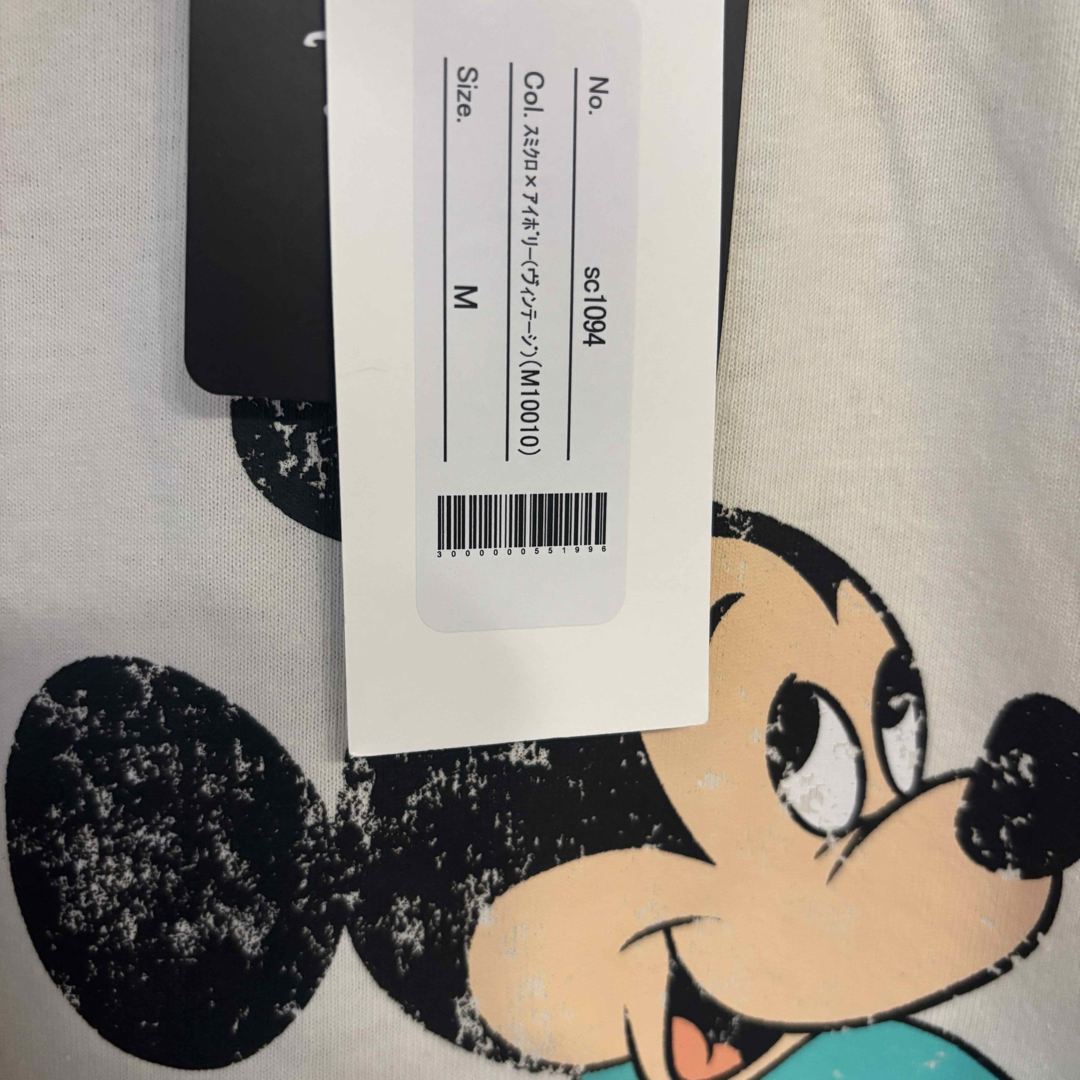 No. sc1094
Col. ｽﾐｸﾛ×ｱｲﾎﾞﾘｰ(ヴｨﾝﾃｰｼﾞ)(M10010)
Size. M
3000000551996